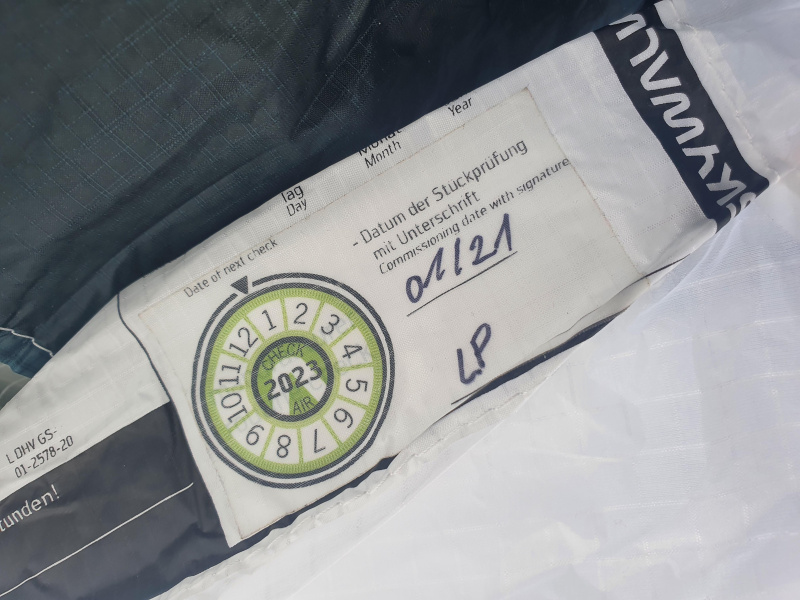 SKYWALK
Year
Month
Tag
Day
- Datum der Stückprüfung
mit Unterschrift
Commissioning date with signature
01/21
LP
Date of next check
1 2 3 4 5 6 7 8 9 10 11 12
CHECK
2023
AIR
LDHV GS-
01-2578-20
tunden!